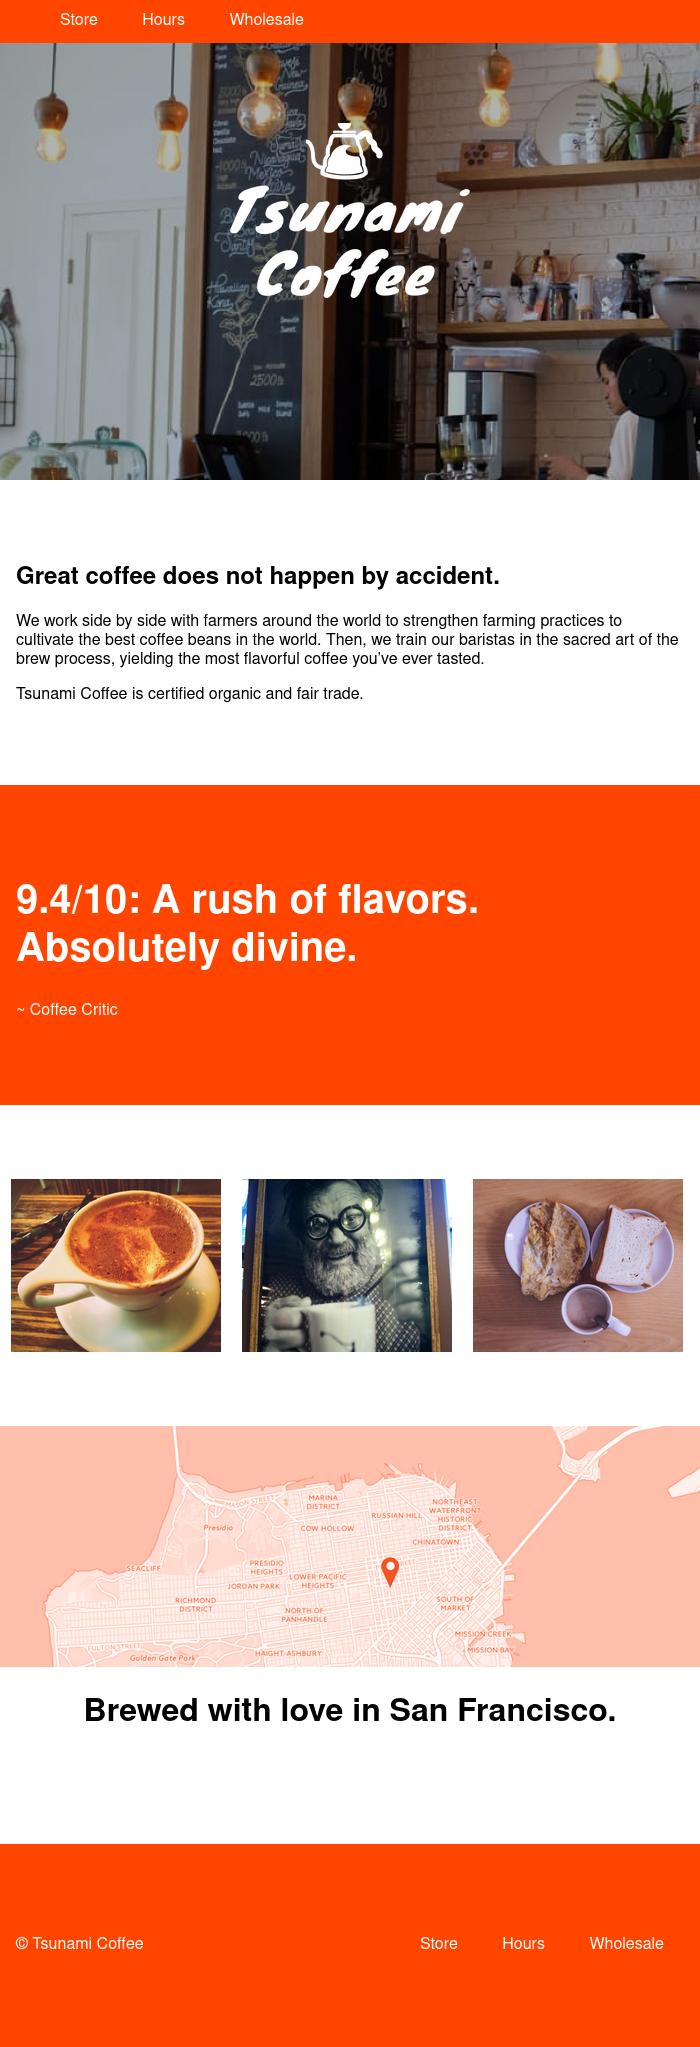 Store Hours Wholesale
Tsunami
Coffee
2500
Great coffee does not happen by accident.
We work side by side with farmers around the world to strengthen farming practices to
cultivate the best coffee beans in the world. Then, we train our baristas in the sacred art of the
brew process, yielding the most flavorful coffee you've ever tasted.
Tsunami Coffee is certified organic and fair trade.
9.4/10: A rush of flavors.
Absolutely divine.
~ Coffee Critic
MARINA
DISTRICT
MASON STREET
Presidio
COW HOLLOW
RUSSIAN HILL
NORTHEAST
WATERFRONT
HISTORIC
DISTRICT
CHINATOWN
SEACLIFF
PRESIDIO
HEIGHTS
JORDAN PARK
LOWER PACIFIC
HEIGHTS
RICHMOND
DISTRICT
NORTH OF
PANHANDLE
SOUTH OF
MARKET
MISSION CREEK
MISSION BAY
FULTON STREET
Golden Gate Park
HAIGHT-ASHBURY
Brewed with love in San Francisco.
© Tsunami Coffee Store Hours Wholesale